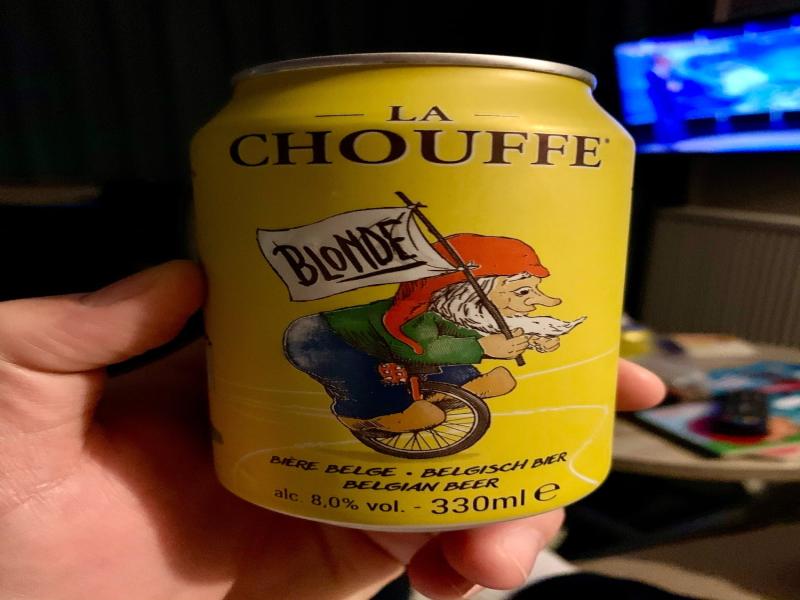 LA
CHOUFFE
BLONDE
BIÈRE BELGE • BELGISCH BIER
BELGIAN BEER
alc. 8,0% vol. - 330ml ℮